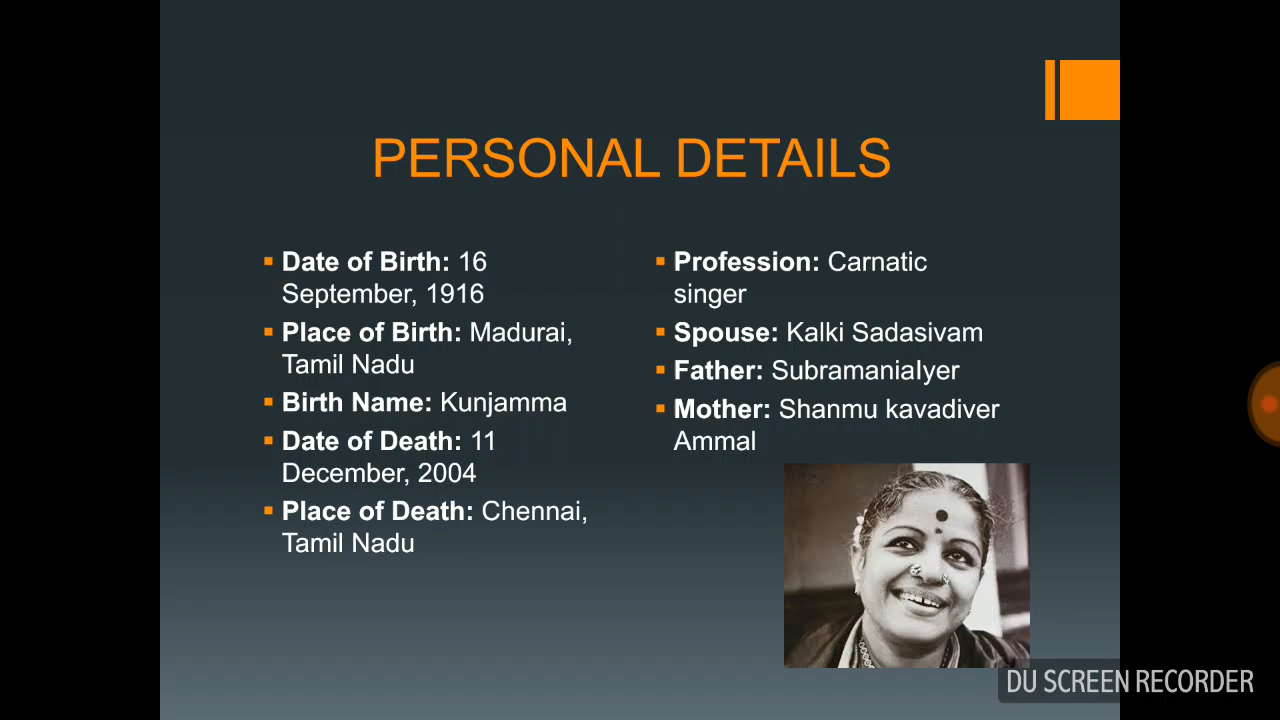 PERSONAL DETAILS
Date of Birth: 16
September, 1916
Place of Birth: Madurai,
Tamil Nadu
Birth Name: Kunjamma
Date of Death: 11
December, 2004
Place of Death: Chennai,
Tamil Nadu
Profession: Carnatic
singer
Spouse: Kalki Sadasivam
Father: SubramaniaIyer
Mother: Shanmu kavadiver
Ammal
DU SCREEN RECORDER